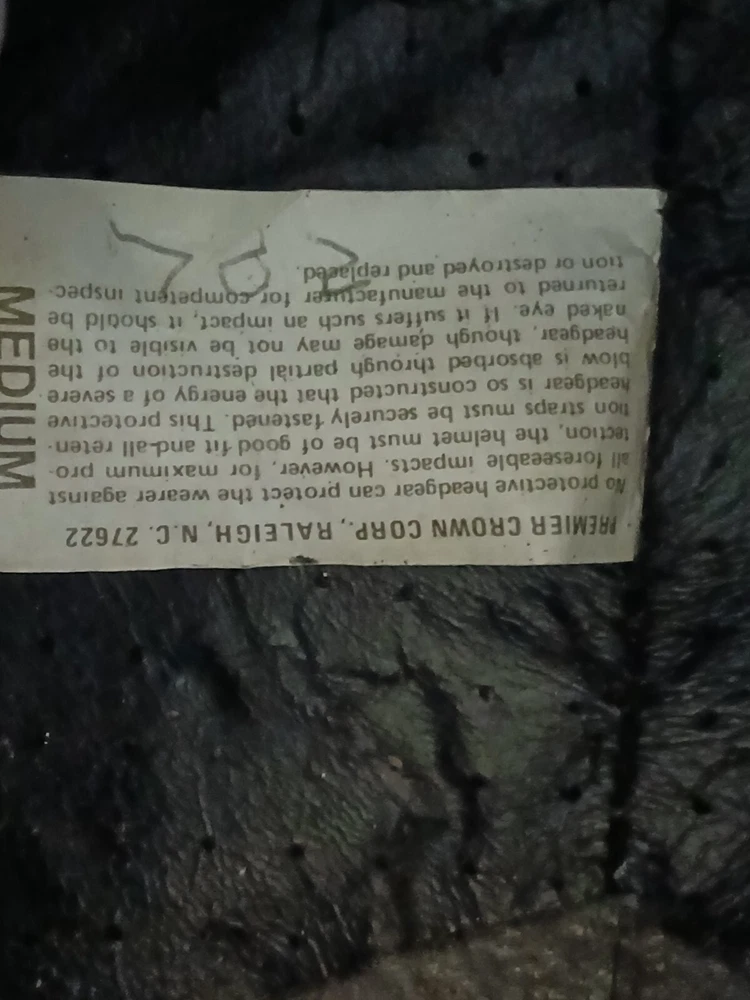 PREMIER CROWN CORP., RALEIGH, N.C. 27622
No protective headgear can protect the wearer against
all foreseeable impacts. However, for maximum pro-
tection, the helmet must be of good fit and all reten-
tion straps must be securely fastened. This protective
headgear is so constructed that the energy of a severe
blow is absorbed through partial destruction of the
headgear, though damage may not be visible to the
naked eye. If it suffers such an impact, it should be
returned to the manufacturer for competent inspec-
tion or destroyed and replaced.
MEDIUM